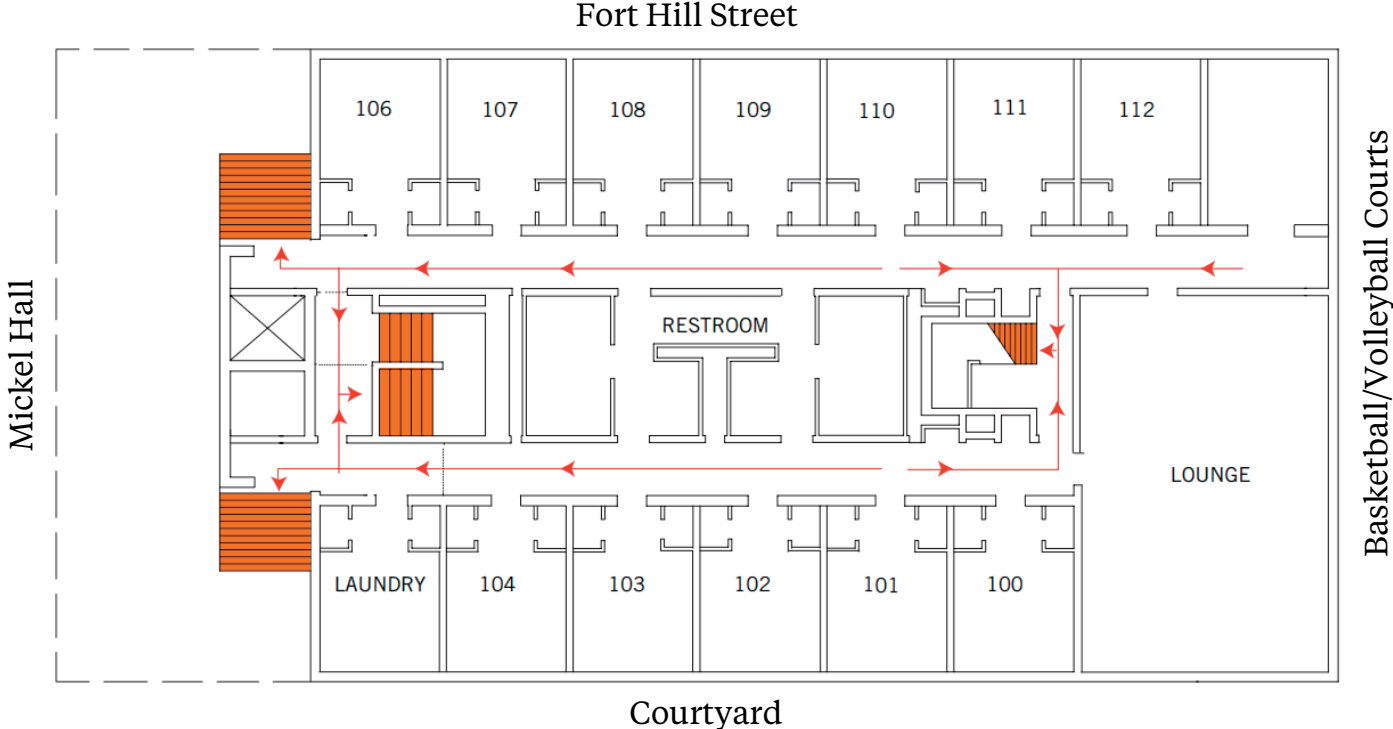 Fort Hill Street
106
107
108
109
110
111
112
Mickel Hall
RESTROOM
Basketball/Volleyball Courts
LOUNGE
LAUNDRY
104
103
102
101
100
Courtyard